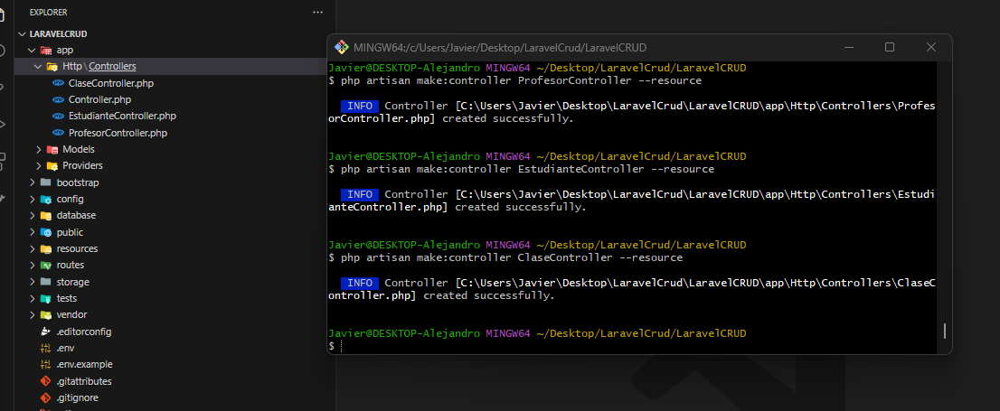 EXPLORER
···
LARAVELCRUD
app
Http\Controllers
ClaseController.php
Controller.php
EstudianteController.php
ProfesorController.php
Models
Providers
bootstrap
config
database
public
resources
routes
storage
tests
vendor
.editorconfig
.env
.env.example
.gitattributes
.gitignore
MINGW64:/c/Users/Javier/Desktop/LaravelCrud/LaravelCRUD
Javier@DESKTOP-Alejandro MINGW64 ~/Desktop/LaravelCrud/LaravelCRUD
$ php artisan make:controller ProfesorController --resource
INFO Controller [C:\Users\Javier\Desktop\LaravelCrud\LaravelCRUD\app\Http\Controllers\Profes
orController.php] created successfully.
Javier@DESKTOP-Alejandro MINGW64 ~/Desktop/LaravelCrud/LaravelCRUD
$ php artisan make:controller EstudianteController --resource
INFO Controller [C:\Users\Javier\Desktop\LaravelCrud\LaravelCRUD\app\Http\Controllers\Estudi
anteController.php] created successfully.
Javier@DESKTOP-Alejandro MINGW64 ~/Desktop/LaravelCrud/LaravelCRUD
$ php artisan make:controller ClaseController --resource
INFO Controller [C:\Users\Javier\Desktop\LaravelCrud\LaravelCRUD\app\Http\Controllers\ClaseC
ontroller.php] created successfully.
Javier@DESKTOP-Alejandro MINGW64 ~/Desktop/LaravelCrud/LaravelCRUD
$